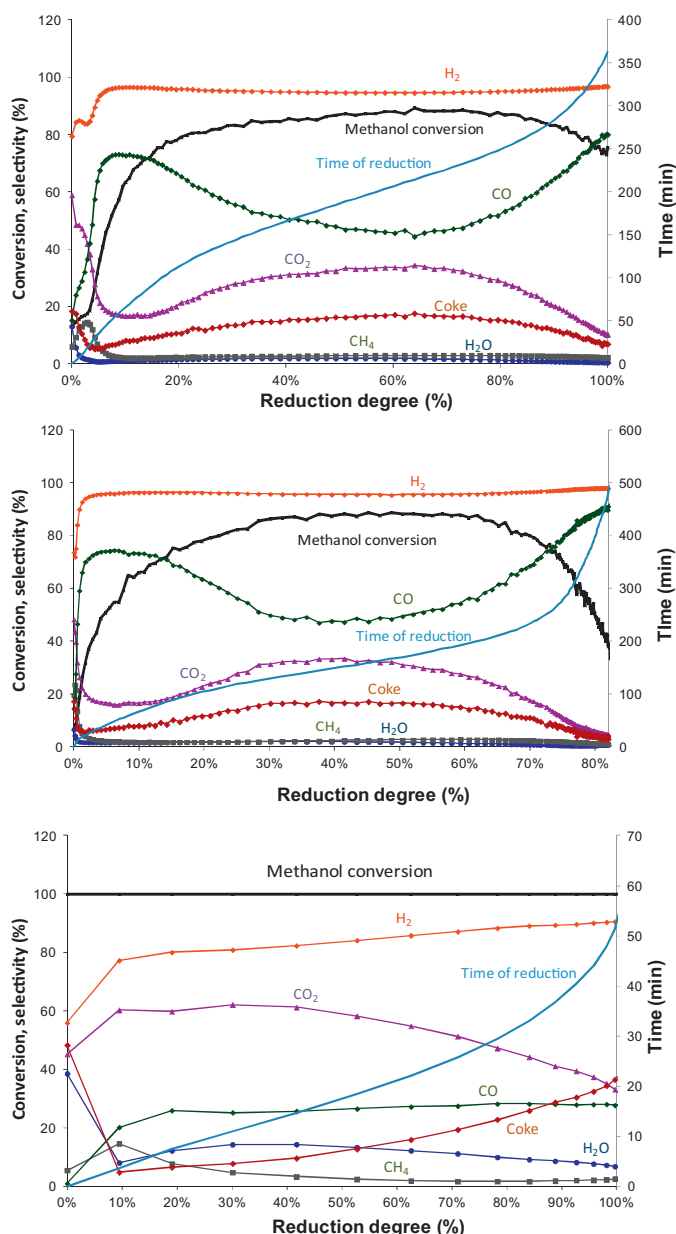 120 400
100 350
80 300
60 250
40 200
20 150
0 100
50
0
Conversion, selectivity (%)
TIme (min)
H2
Methanol conversion
Time of reduction
CO
CO2
Coke
CH4
H2O
0% 20% 40% 60% 80% 100%
Reduction degree (%)
120 600
100 500
80 400
60 300
40 200
20 100
0 0
Conversion, selectivity (%)
TIme (min)
H2
Methanol conversion
CO
Time of reduction
CO2
Coke
CH4
H2O
0% 10% 20% 30% 40% 50% 60% 70% 80%
Reduction degree (%)
120 70
100 60
80 50
60 40
40 30
20 20
0 10
0
Conversion, selectivity (%)
Time (min)
Methanol conversion
H2
Time of reduction
CO2
CO
Coke
H2O
CH4
0% 10% 20% 30% 40% 50% 60% 70% 80% 90% 100%
Reduction degree (%)